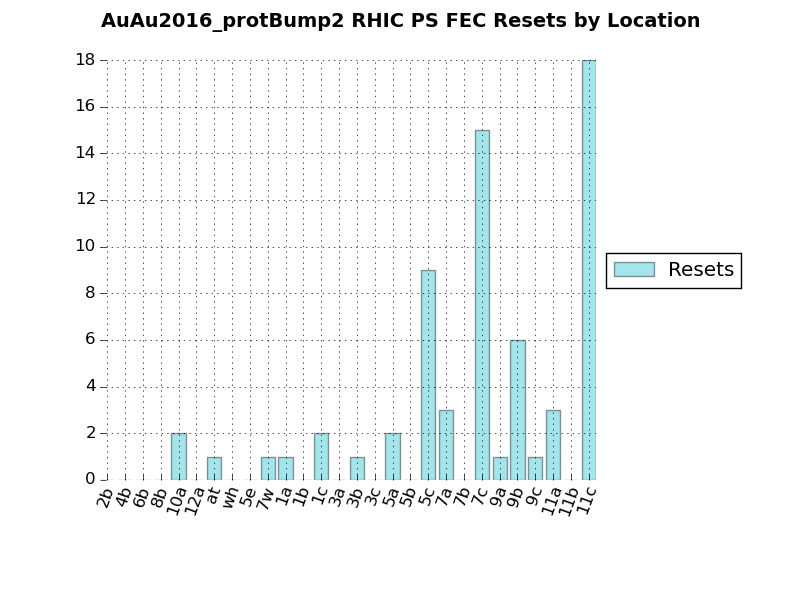 AuAu2016_protBump2 RHIC PS FEC Resets by Location
18
16
14
12
10
8
6
4
2
0
Resets
2b
4b
6b
8b
10a
12a
at
wh
5e
7w
1a
1b
1c
3a
3b
3c
5a
5b
5c
7a
7b
7c
9a
9b
9c
11a
11b
11c